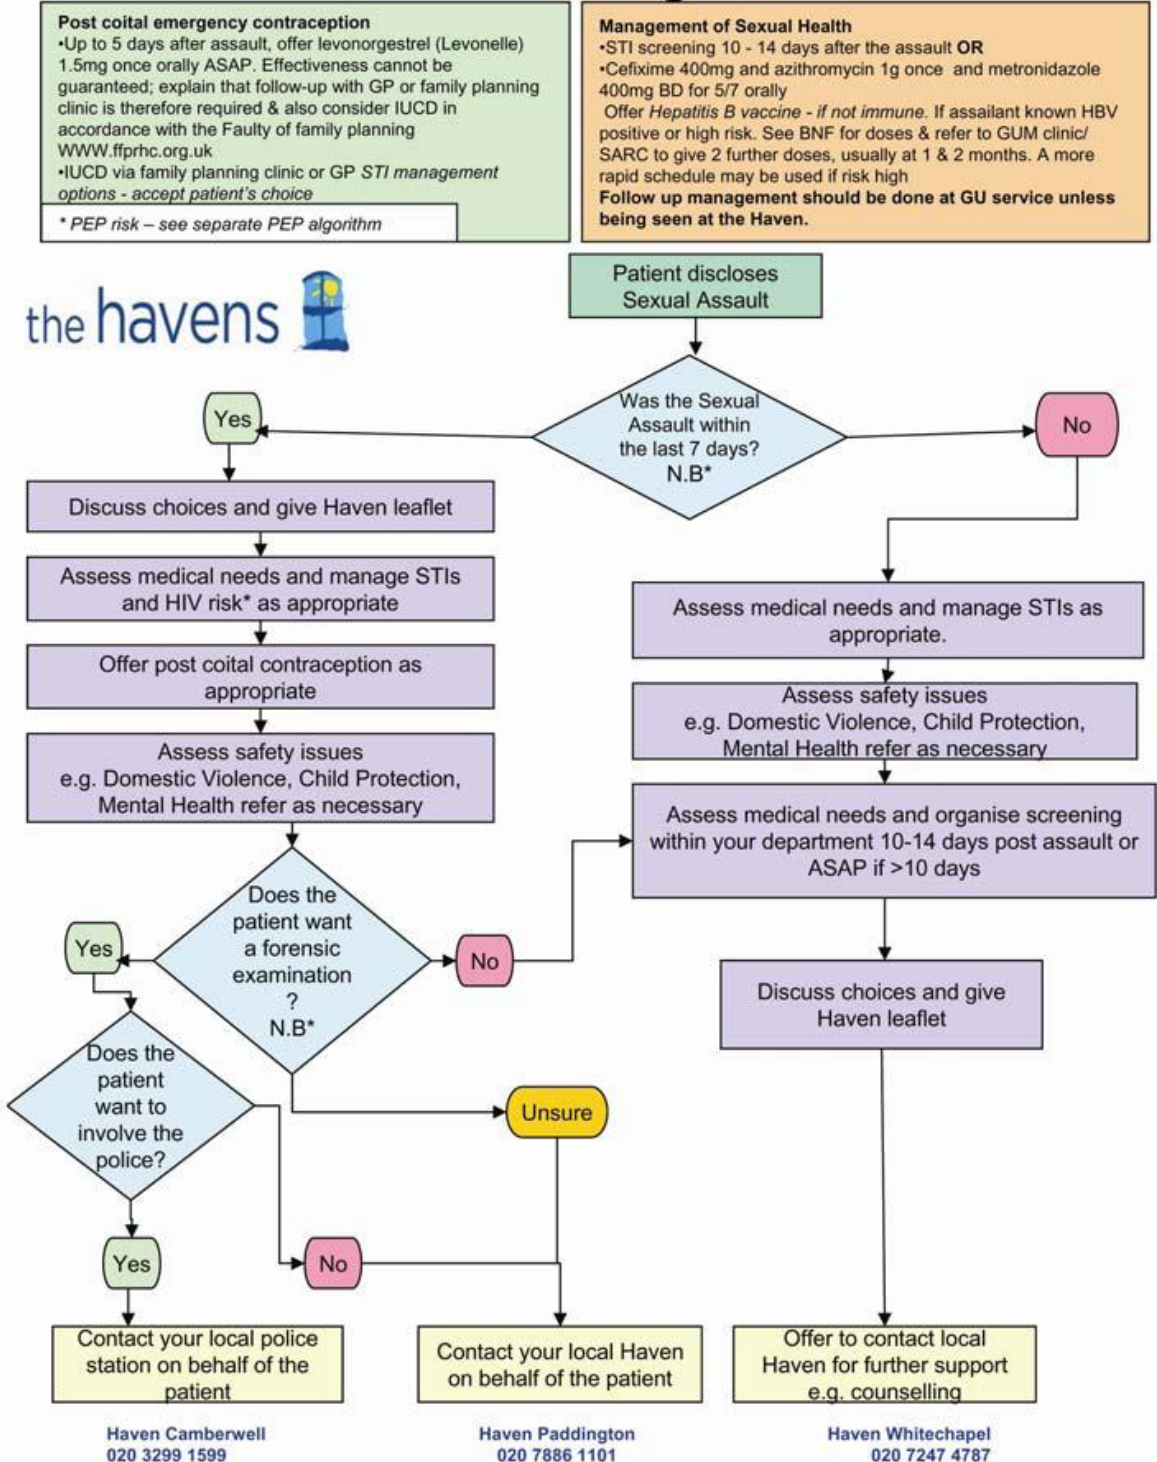 Post coital emergency contraception
•Up to 5 days after assault, offer levonorgestrel (Levonelle)
1.5mg once orally ASAP. Effectiveness cannot be
guaranteed; explain that follow-up with GP or family planning
clinic is therefore required & also consider IUCD in
accordance with the Faulty of family planning
WWW.ffprhc.org.uk
•IUCD via family planning clinic or GP STI management
options - accept patient's choice
* PEP risk – see separate PEP algorithm
Management of Sexual Health
•STI screening 10 - 14 days after the assault OR
•Cefixime 400mg and azithromycin 1g once and metronidazole
400mg BD for 5/7 orally
Offer Hepatitis B vaccine - if not immune. If assailant known HBV
positive or high risk. See BNF for doses & refer to GUM clinic/
SARC to give 2 further doses, usually at 1 & 2 months. A more
rapid schedule may be used if risk high
Follow up management should be done at GU service unless
being seen at the Haven.
the havens
Patient discloses
Sexual Assault
Was the Sexual
Assault within
the last 7 days?
N.B*
Yes
No
Discuss choices and give Haven leaflet
Assess medical needs and manage STIs
and HIV risk* as appropriate
Offer post coital contraception as
appropriate
Assess safety issues
e.g. Domestic Violence, Child Protection,
Mental Health refer as necessary
Assess medical needs and manage STIs as
appropriate.
Assess safety issues
e.g. Domestic Violence, Child Protection,
Mental Health refer as necessary
Assess medical needs and organise screening
within your department 10-14 days post assault or
ASAP if >10 days
Does the
patient want
a forensic
examination
?
N.B*
Yes
No
Discuss choices and give
Haven leaflet
Does the
patient
want to
involve the
police?
Unsure
Yes
No
Contact your local police
station on behalf of the
patient
Contact your local Haven
on behalf of the patient
Offer to contact local
Haven for further support
e.g. counselling
Haven Camberwell
020 3299 1599
Haven Paddington
020 7886 1101
Haven Whitechapel
020 7247 4787